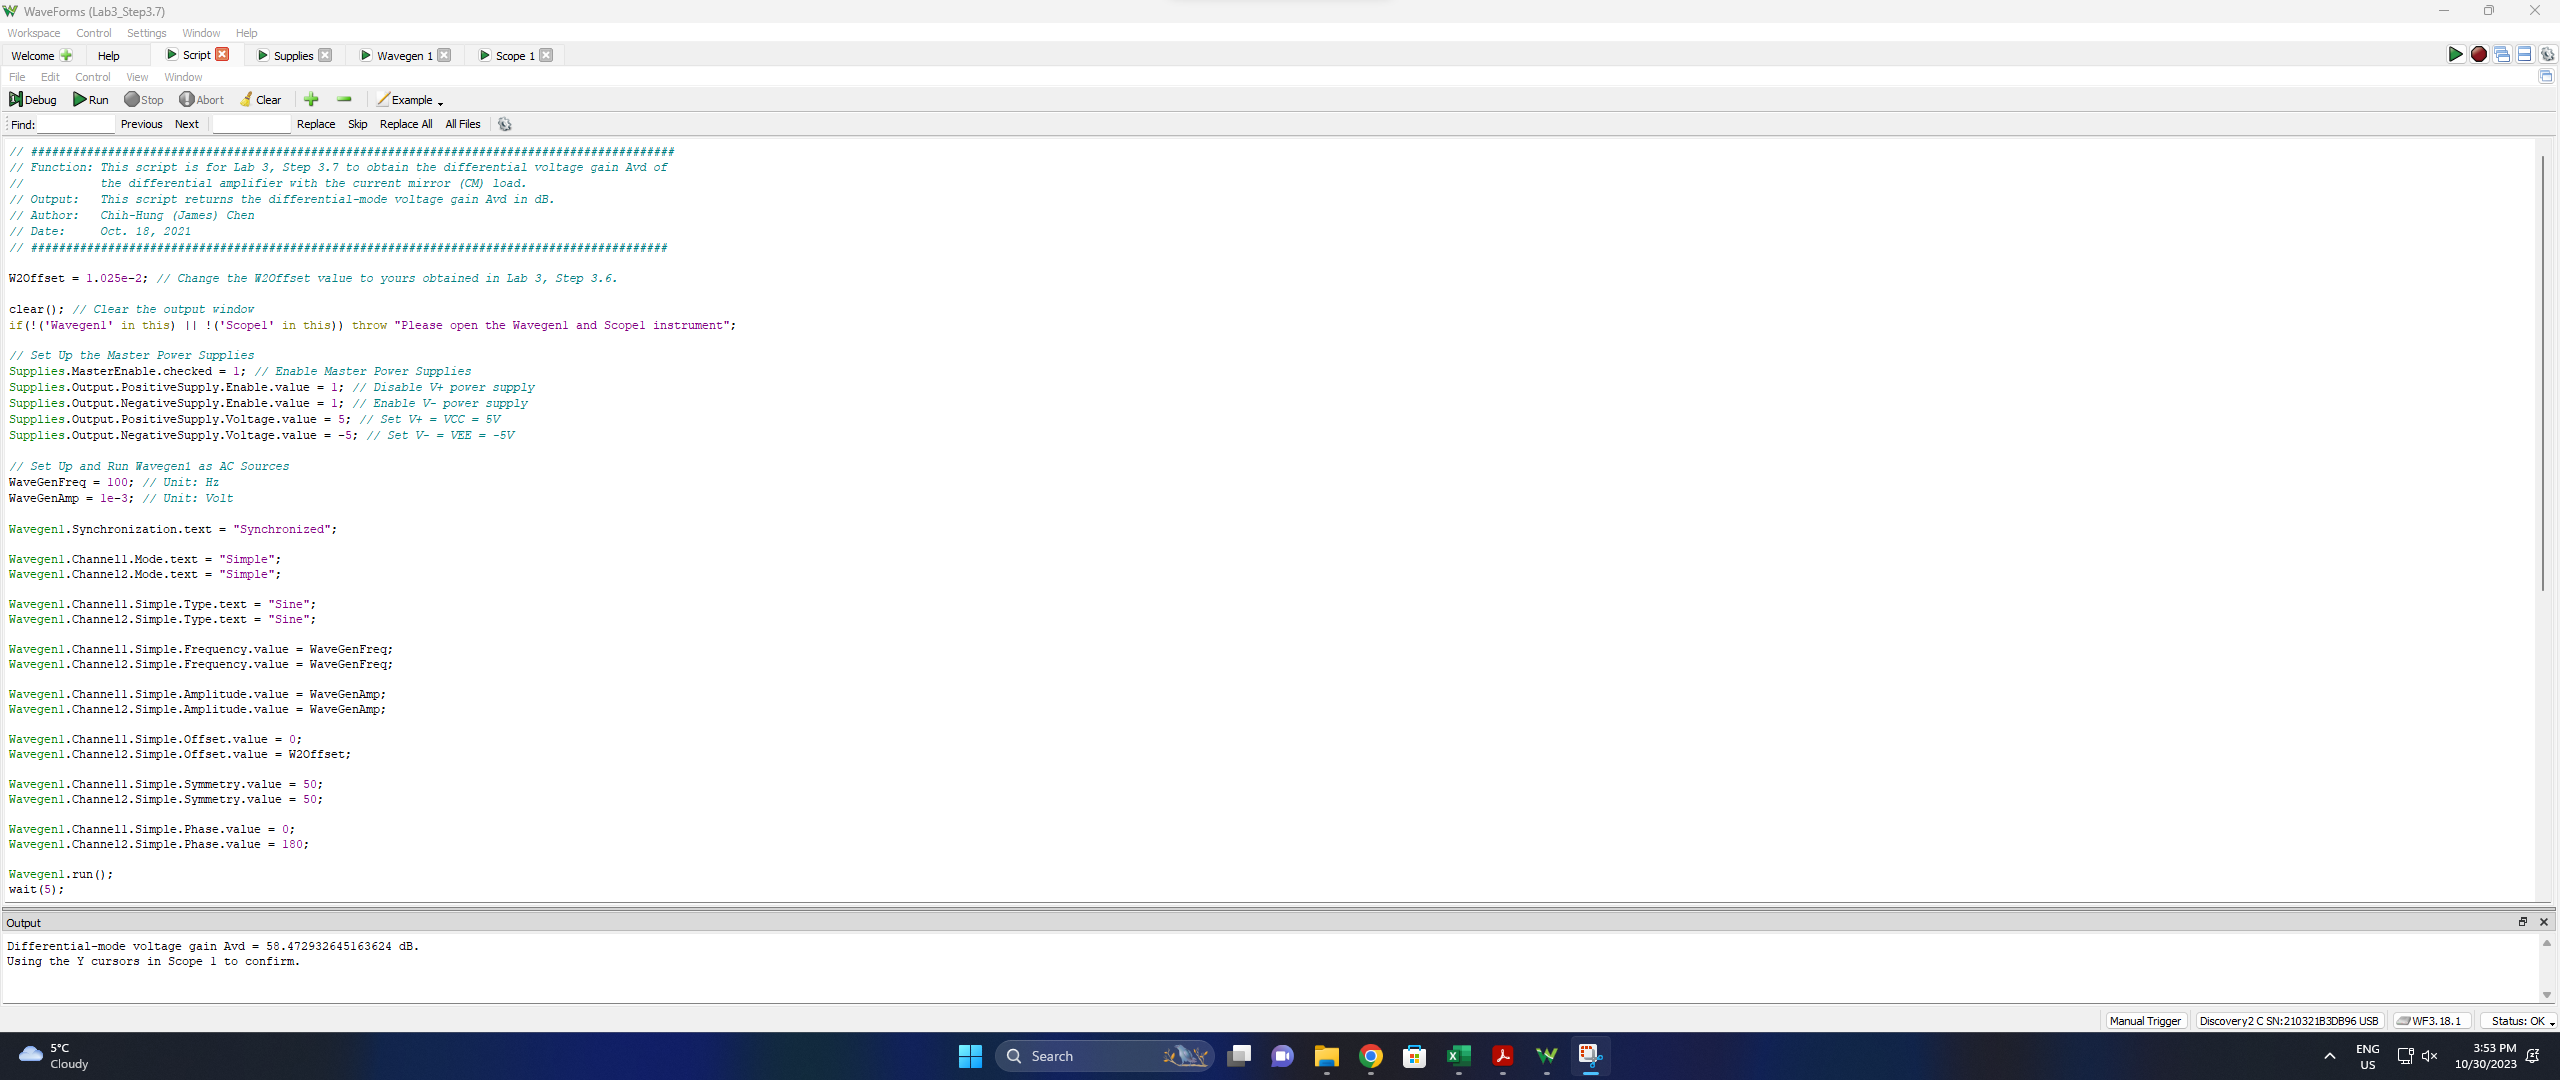 WaveForms (Lab3_Step3.7)
Workspace Control Settings Window Help
Welcome Help Script Supplies Wavegen 1 Scope 1
File Edit Control View Window
Debug Run Stop Abort Clear Example
Find: Previous Next Replace Skip Replace All All Files
// ############################################################################################
// Function: This script is for Lab 3, Step 3.7 to obtain the differential voltage gain Avd of
// the differential amplifier with the current mirror (CM) load.
// Output: This script returns the differential-mode voltage gain Avd in dB.
// Author: Chih-Hung (James) Chen
// Date: Oct. 18, 2021
// ###########################################################################################
W2Offset = 1.025e-2; // Change the W2Offset value to yours obtained in Lab 3, Step 3.6.
clear(); // Clear the output window
if(!('Wavegen1' in this) || !('Scope1' in this)) throw "Please open the Wavegen1 and Scope1 instrument";
// Set Up the Master Power Supplies
Supplies.MasterEnable.checked = 1; // Enable Master Power Supplies
Supplies.Output.PositiveSupply.Enable.value = 1; // Disable V+ power supply
Supplies.Output.NegativeSupply.Enable.value = 1; // Enable V- power supply
Supplies.Output.PositiveSupply.Voltage.value = 5; // Set V+ = VCC = 5V
Supplies.Output.NegativeSupply.Voltage.value = -5; // Set V- = VEE = -5V
// Set Up and Run Wavegen1 as AC Sources
WaveGenFreq = 100; // Unit: Hz
WaveGenAmp = 1e-3; // Unit: Volt
Wavegen1.Synchronization.text = "Synchronized";
Wavegen1.Channel1.Mode.text = "Simple";
Wavegen1.Channel2.Mode.text = "Simple";
Wavegen1.Channel1.Simple.Type.text = "Sine";
Wavegen1.Channel2.Simple.Type.text = "Sine";
Wavegen1.Channel1.Simple.Frequency.value = WaveGenFreq;
Wavegen1.Channel2.Simple.Frequency.value = WaveGenFreq;
Wavegen1.Channel1.Simple.Amplitude.value = WaveGenAmp;
Wavegen1.Channel2.Simple.Amplitude.value = WaveGenAmp;
Wavegen1.Channel1.Simple.Offset.value = 0;
Wavegen1.Channel2.Simple.Offset.value = W2Offset;
Wavegen1.Channel1.Simple.Symmetry.value = 50;
Wavegen1.Channel2.Simple.Symmetry.value = 50;
Wavegen1.Channel1.Simple.Phase.value = 0;
Wavegen1.Channel2.Simple.Phase.value = 180;
Wavegen1.run();
wait(5);
Output
Differential-mode voltage gain Avd = 58.472932645163624 dB.
Using the Y cursors in Scope 1 to confirm.
Manual Trigger Discovery2 C SN:210321B3DB96 USB WF3.18.1 Status: OK
5°C
Cloudy
Search
ENG
US
3:53 PM
10/30/2023